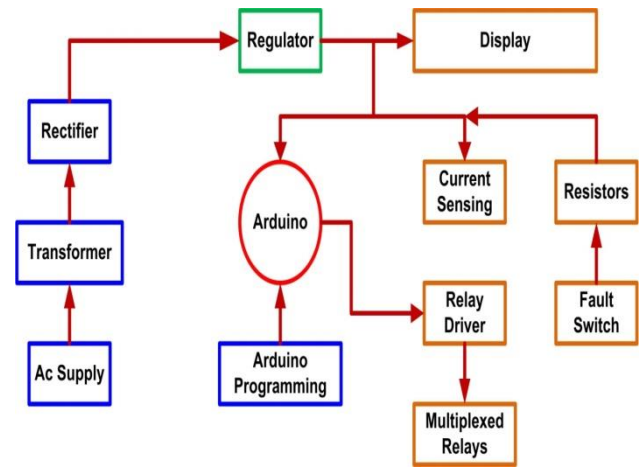 Regulator
Display
Rectifier
Current
Sensing
Resistors
Arduino
Transformer
Relay
Driver
Fault
Switch
Ac Supply
Arduino
Programming
Multiplexed
Relays